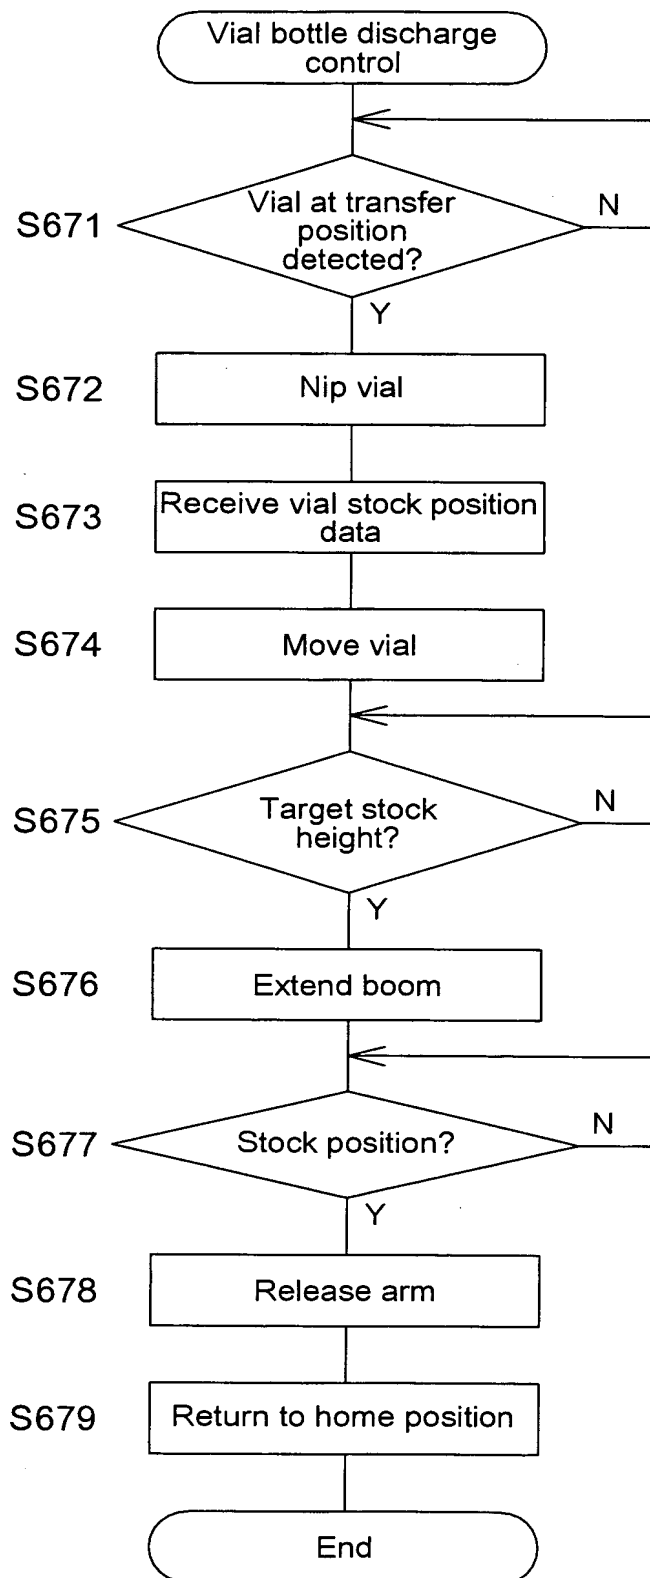 Vial bottle discharge
control
S671
Vial at transfer
position
detected?
N
Y
S672
Nip vial
S673
Receive vial stock position
data
S674
Move vial
S675
Target stock
height?
N
Y
S676
Extend boom
S677
Stock position?
N
Y
S678
Release arm
S679
Return to home position
End